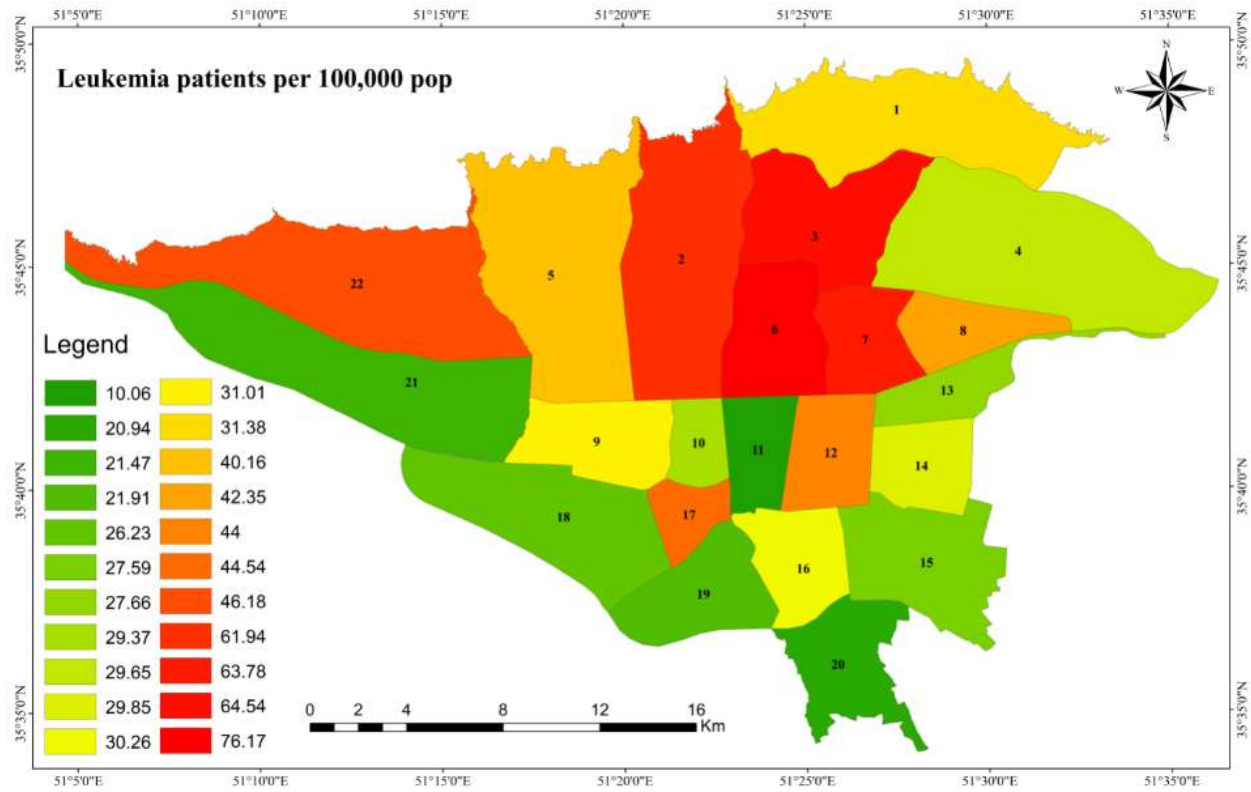 51°5'0"E 51°10'0"E 51°15'0"E 51°20'0"E 51°25'0"E 51°30'0"E 51°35'0"E
35°50'0"N 35°50'0"N
Leukemia patients per 100,000 pop
N
W E
S
1
3
4
2
5
22
35°45'0"N 35°45'0"N
6
7
8
21
13
9
10
11
12
14
35°40'0"N 35°40'0"N
18
17
16
15
19
20
35°35'0"N 35°35'0"N
Legend
10.06 31.01
20.94 31.38
21.47 40.16
21.91 42.35
26.23 44
27.59 44.54
27.66 46.18
29.37 61.94
29.65 63.78
29.85 64.54
30.26 76.17
0 2 4 8 12 16
Km
51°5'0"E 51°10'0"E 51°15'0"E 51°20'0"E 51°25'0"E 51°30'0"E 51°35'0"E